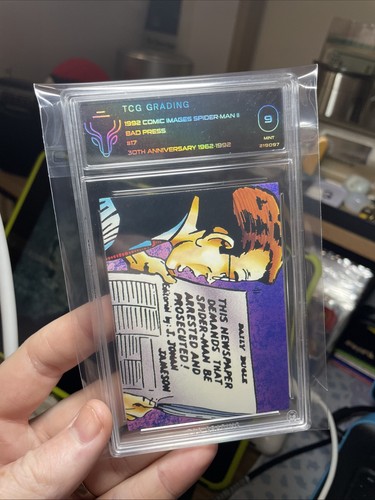 TCG GRADING
1992 COMIC IMAGES SPIDER-MAN II
BAD PRESS
#17
30TH ANNIVERSARY 1962 1992
9
MINT
DAILY BUGLE
THIS NEWSPAPER
DEMANDS THAT
SPIDER-MAN BE
ARRESTED AND
PROSECUTED!
Editorial by: J. JONAH
JAMESON